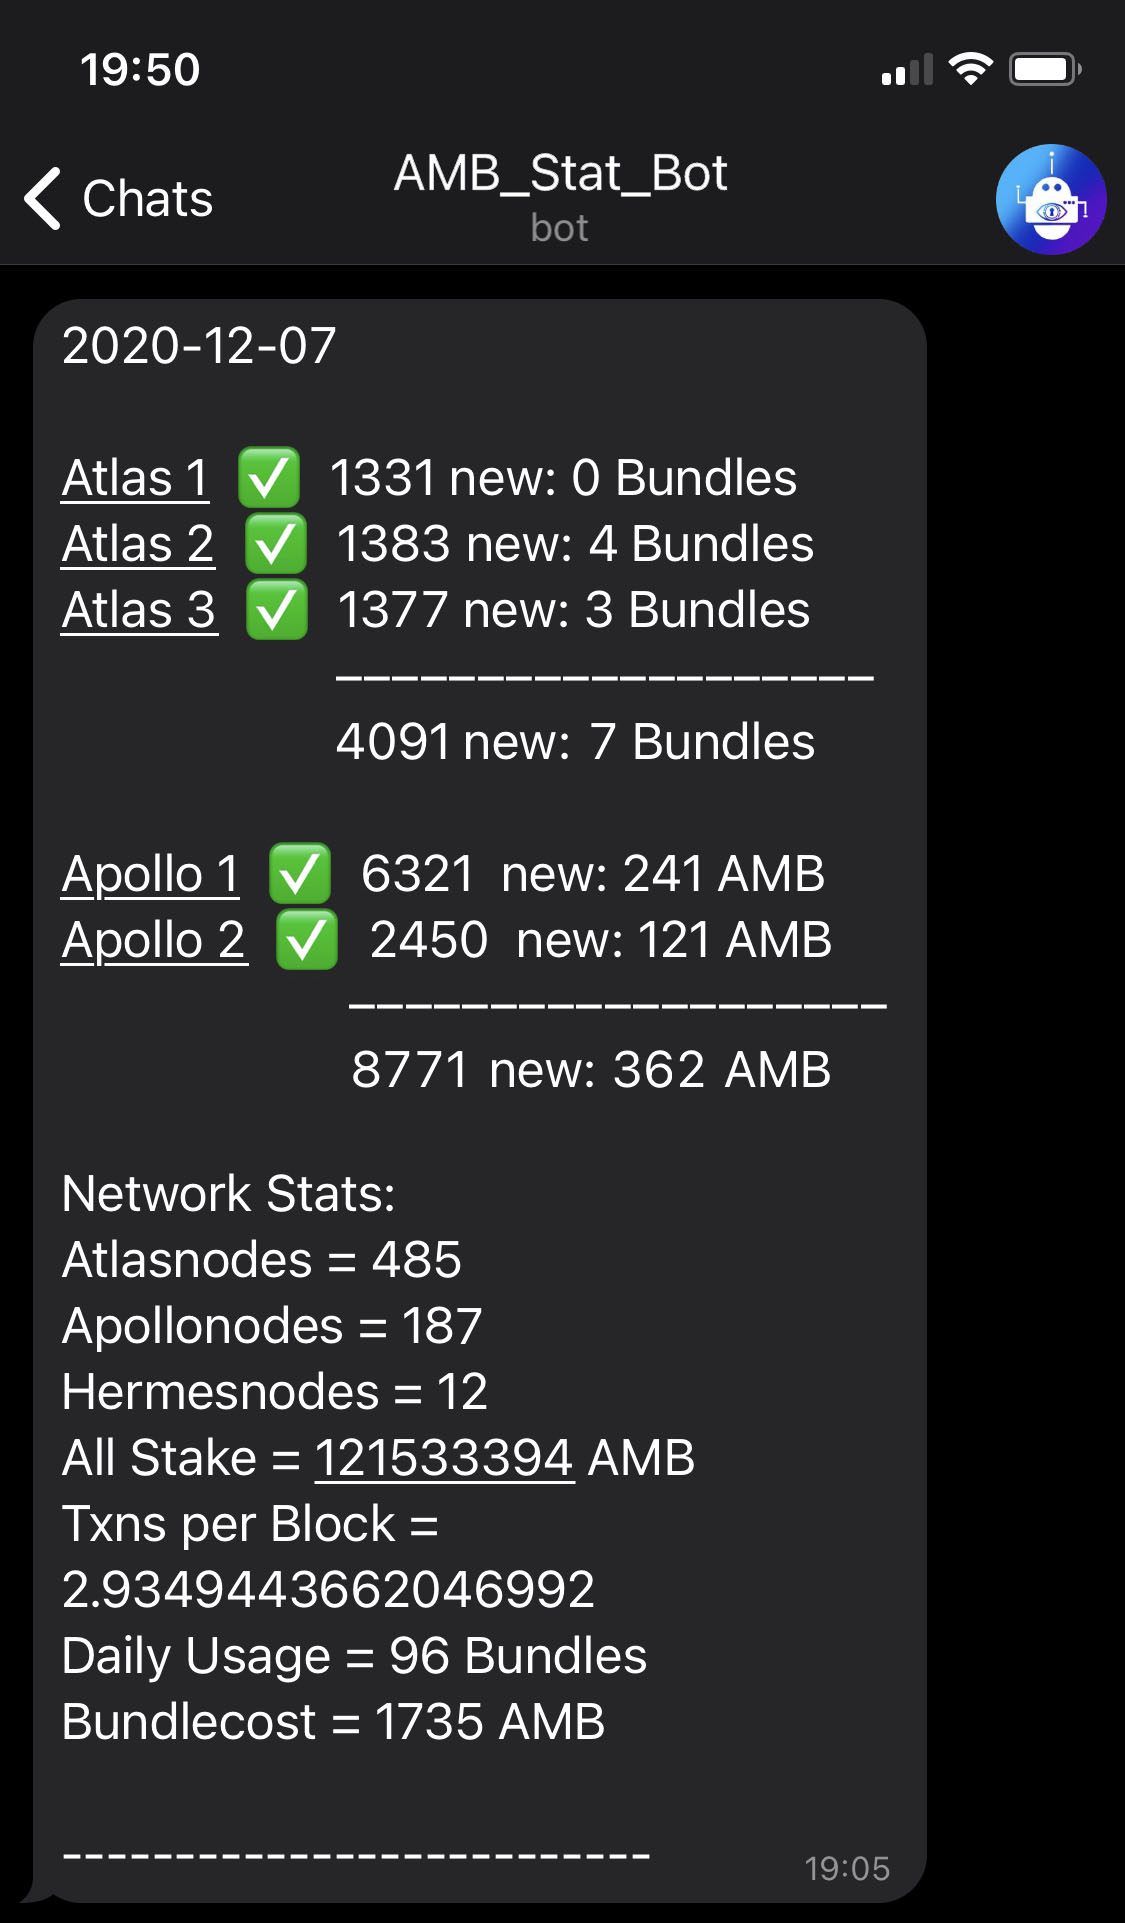 19:50
Chats
AMB_Stat_Bot
bot
2020-12-07
Atlas 1 ✅ 1331 new: 0 Bundles
Atlas 2 ✅ 1383 new: 4 Bundles
Atlas 3 ✅ 1377 new: 3 Bundles
-------------------
4091 new: 7 Bundles
Apollo 1 ✅ 6321 new: 241 AMB
Apollo 2 ✅ 2450 new: 121 AMB
-------------------
8771 new: 362 AMB
Network Stats:
Atlasnodes = 485
Apollonodes = 187
Hermesnodes = 12
All Stake = 121533394 AMB
Txns per Block =
2.9349443662046992
Daily Usage = 96 Bundles
Bundlecost = 1735 AMB
--------------------------
19:05